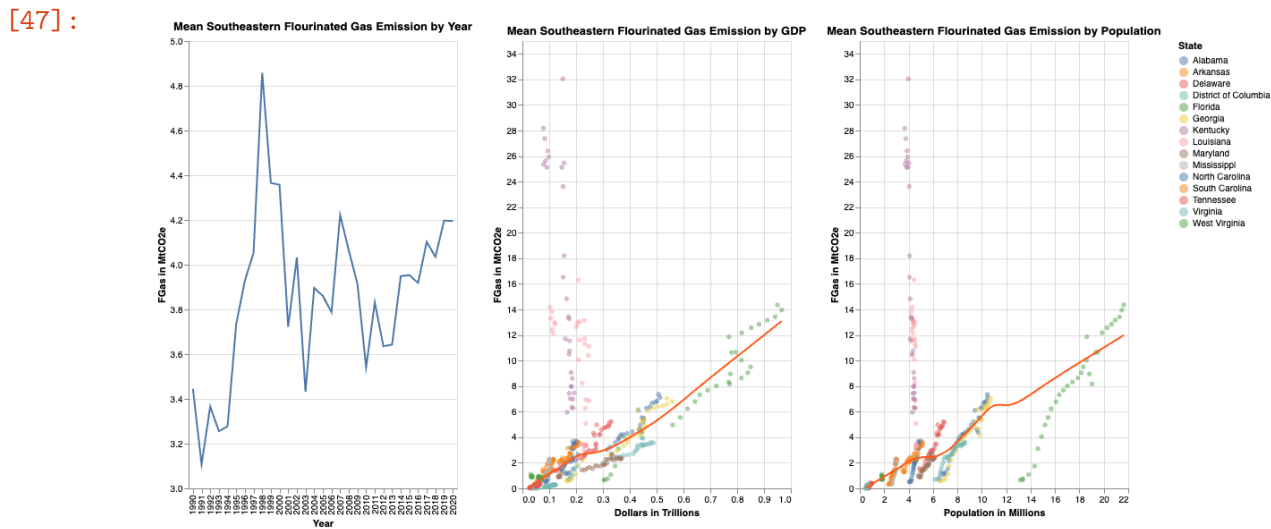 [47]:
Mean Southeastern Flourinated Gas Emission by Year
5.0
4.8
4.6
4.4
4.2
4.0
3.8
3.6
3.4
3.2
3.0
FGas in MtCO2e
1990 1991 1992 1993 1994 1995 1996 1997 1998 1999 2000 2001 2002 2003 2004 2005 2006 2007 2008 2009 2010 2011 2012 2013 2014 2015 2016 2017 2018 2019 2020
Year
Mean Southeastern Flourinated Gas Emission by GDP
34
32
30
28
26
24
22
20
18
16
14
12
10
8
6
4
2
0
FGas in MtCO2e
0.0 0.1 0.2 0.3 0.4 0.5 0.6 0.7 0.8 0.9 1.0
Dollars in Trillions
Mean Southeastern Flourinated Gas Emission by Population
34
32
30
28
26
24
22
20
18
16
14
12
10
8
6
4
2
0
FGas in MtCO2e
0 2 4 6 8 10 12 14 16 18 20 22
Population in Millions
State
Alabama
Arkansas
Delaware
District of Columbia
Florida
Georgia
Kentucky
Louisiana
Maryland
Mississippi
North Carolina
South Carolina
Tennessee
Virginia
West Virginia